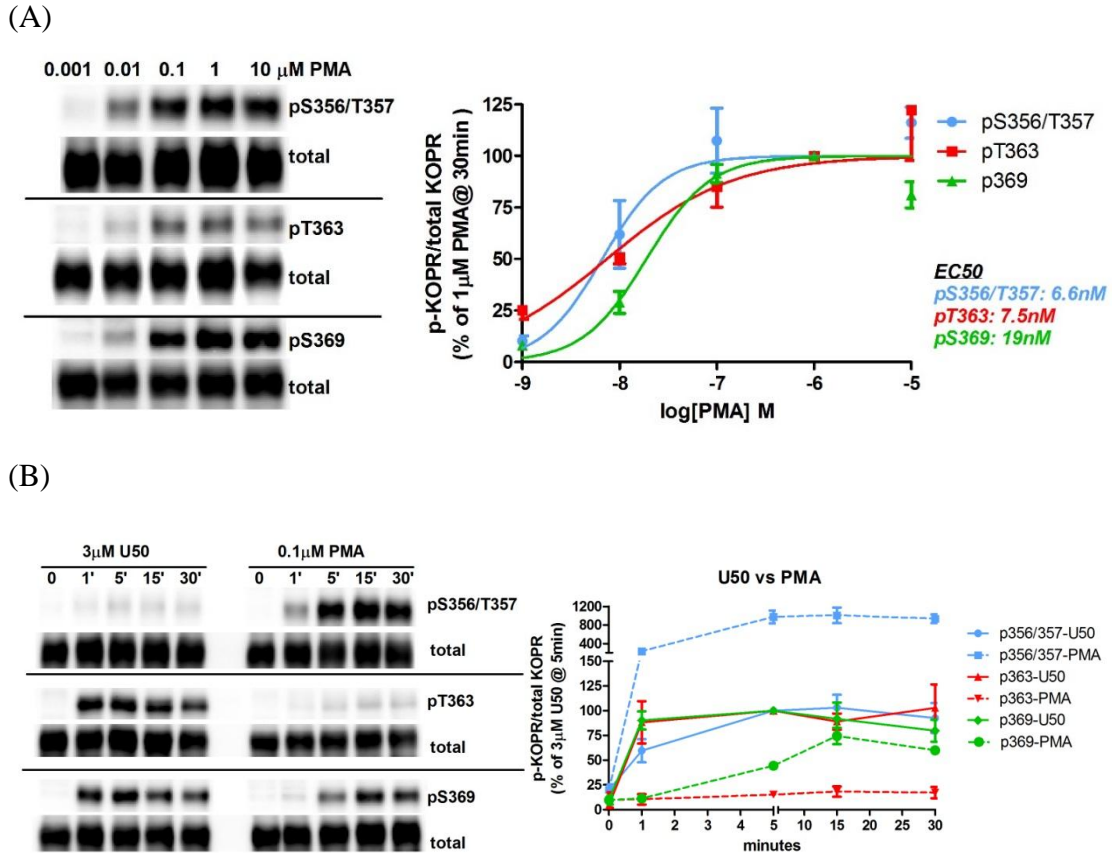 (A)
0.001 0.01 0.1 1 10 μM PMA
pS356/T357
total
pT363
total
pS369
total
p-KOPR/total KOPR
(% of 1μM PMA@ 30min)
125
100
75
50
25
0
-9 -8 -7 -6 -5
log[PMA] M
pS356/T357
pT363
p369
EC50
pS356/T357: 6.6nM
pT363: 7.5nM
pS369: 19nM
(B)
3μM U50 0.1μM PMA
0 1' 5' 15' 30' 0 1' 5' 15' 30'
pS356/T357
total
pT363
total
pS369
total
U50 vs PMA
p-KOPR/total KOPR
(% of 3μM U50 @ 5min)
1200
800
400
150
125
100
75
50
25
0
0 1 2 3 4 5 10 15 20 25 30
minutes
p356/357-U50
p356/357-PMA
p363-U50
p363-PMA
p369-U50
p369-PMA